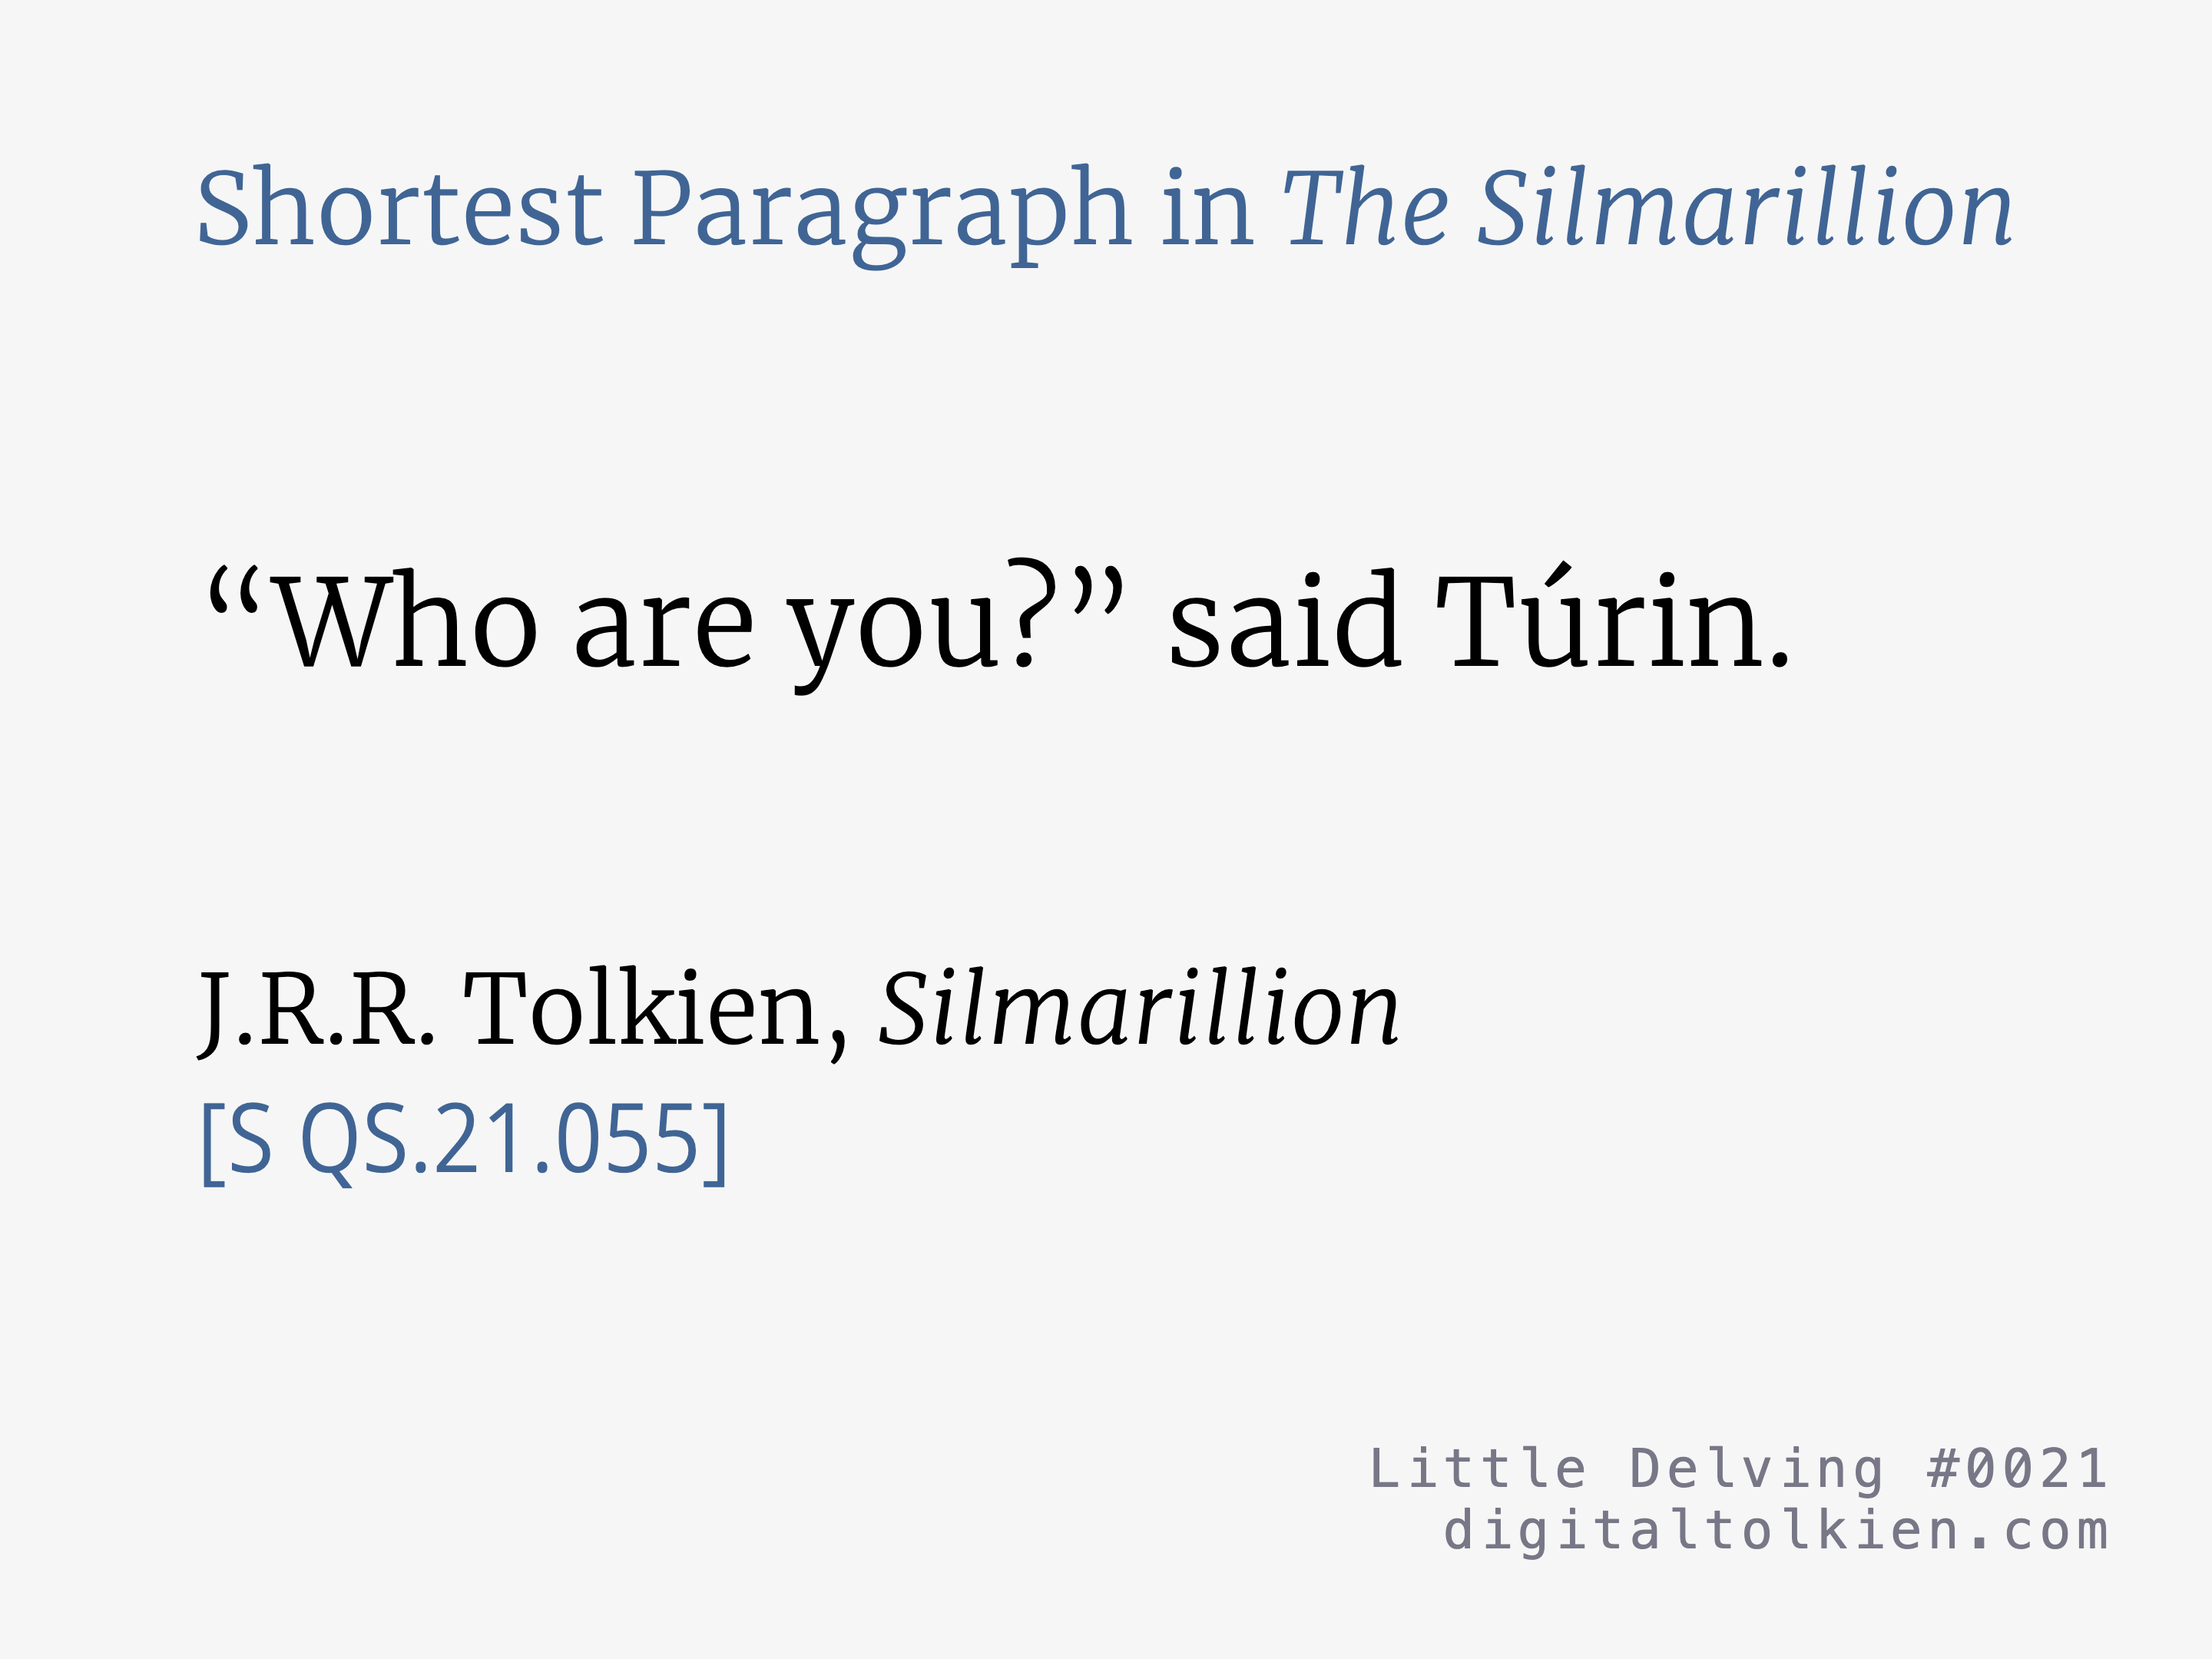 Shortest Paragraph in The Silmarillion
“Who are you?” said Túrin.
J.R.R. Tolkien, Silmarillion
[S QS.21.055]
Little Delving #0021
digitaltolkien.com